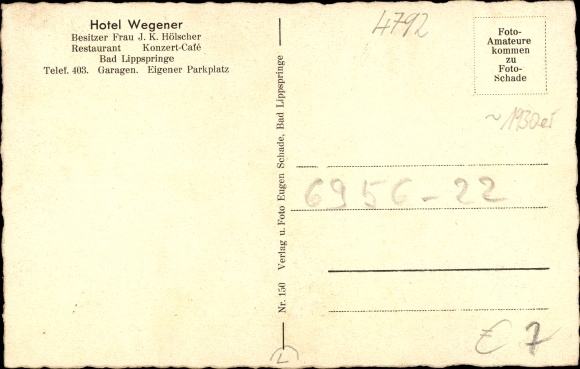 Hotel Wegener
Besitzer Frau J. K. Hölscher
Restaurant Konzert-Café
Bad Lippspringe
Telef. 403. Garagen. Eigener Parkplatz
Nr. 150 Verlag u. Foto Eugen Schade, Bad Lippspringe
4792
Foto-
Amateure
kommen
zu
Foto-
Schade
~1930er
6956-22
€ 7
L